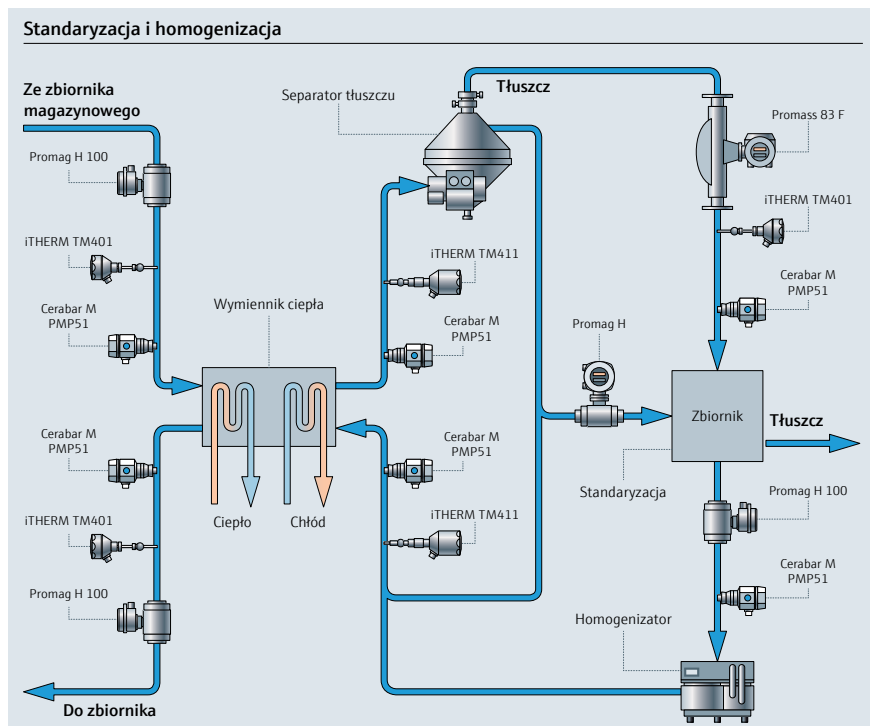 Standaryzacja i homogenizacja
Ze zbiornika
magazynowego
Promag H 100
iTHERM TM401
Cerabar M
PMP51
Wymiennik ciepła
Separator tłuszczu
Tłuszcz
Promass 83 F
iTHERM TM401
iTHERM TM411
Cerabar M
PMP51
Cerabar M
PMP51
Promag H
Zbiornik
Tłuszcz
Standaryzacja
Cerabar M
PMP51
iTHERM TM401
Promag H 100
Ciepło
Chłód
Cerabar M
PMP51
iTHERM TM411
Promag H 100
Cerabar M
PMP51
Homogenizator
Do zbiornika